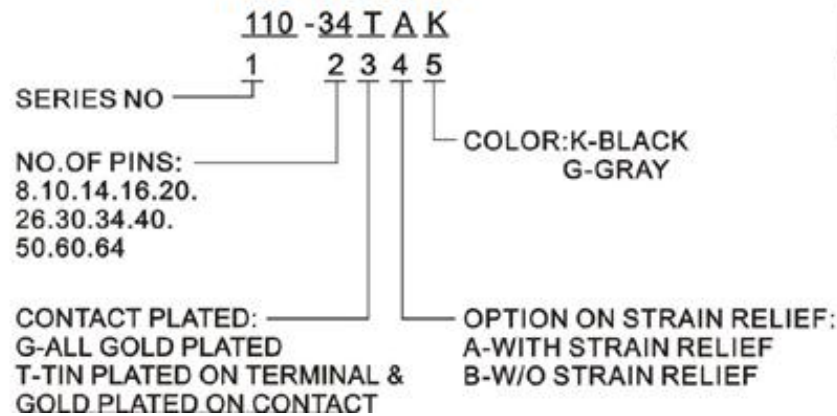 110 -34 T A K
1 2 3 4 5
SERIES NO
COLOR:K-BLACK
G-GRAY
NO.OF PINS:
8.10.14.16.20.
26.30.34.40.
50.60.64
CONTACT PLATED:
G-ALL GOLD PLATED
T-TIN PLATED ON TERMINAL &
GOLD PLATED ON CONTACT
OPTION ON STRAIN RELIEF:
A-WITH STRAIN RELIEF
B-W/O STRAIN RELIEF